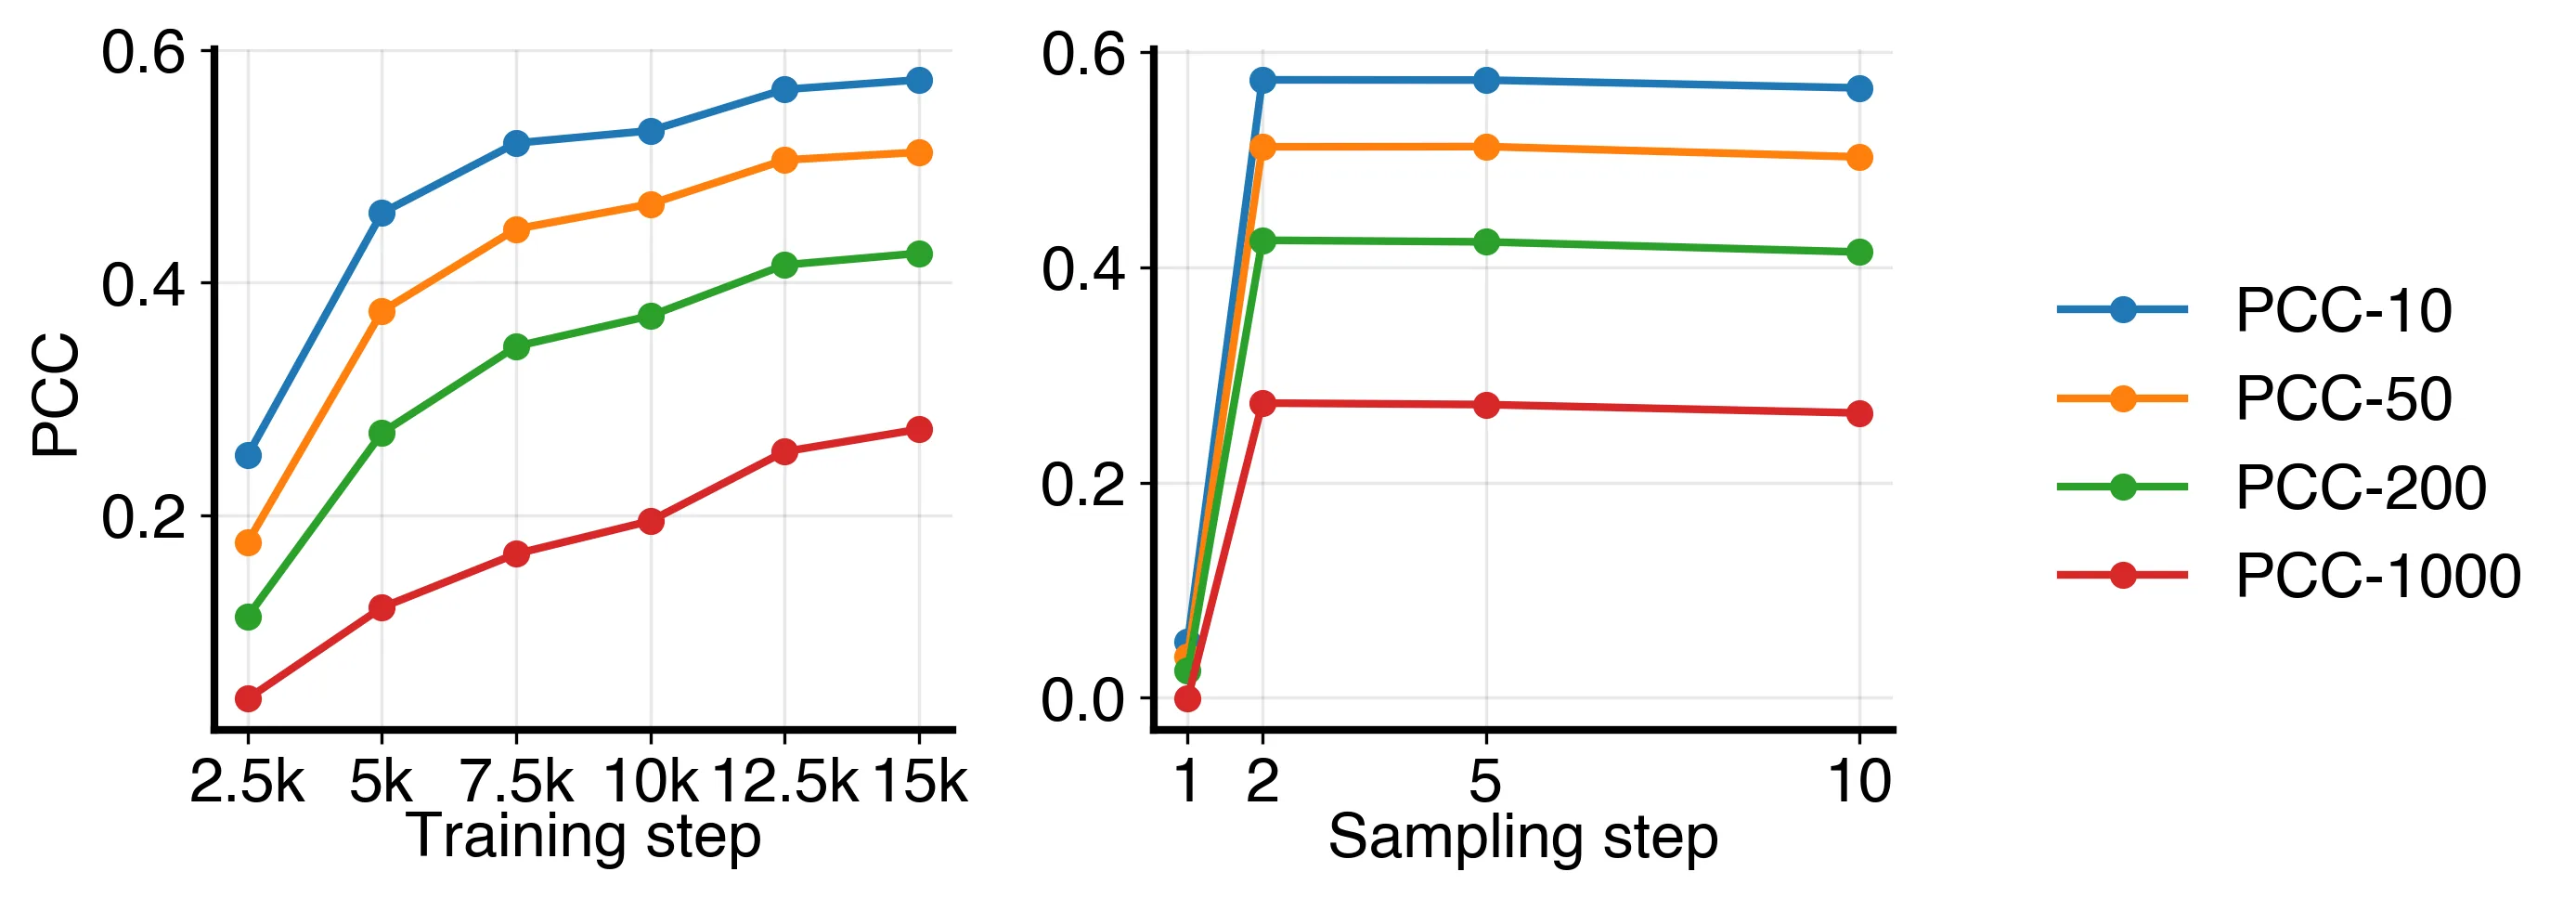 PCC
0.6
0.4
0.2
2.5k 5k 7.5k 10k 12.5k 15k
Training step
0.6
0.4
0.2
0.0
1 2 5 10
Sampling step
PCC-10
PCC-50
PCC-200
PCC-1000